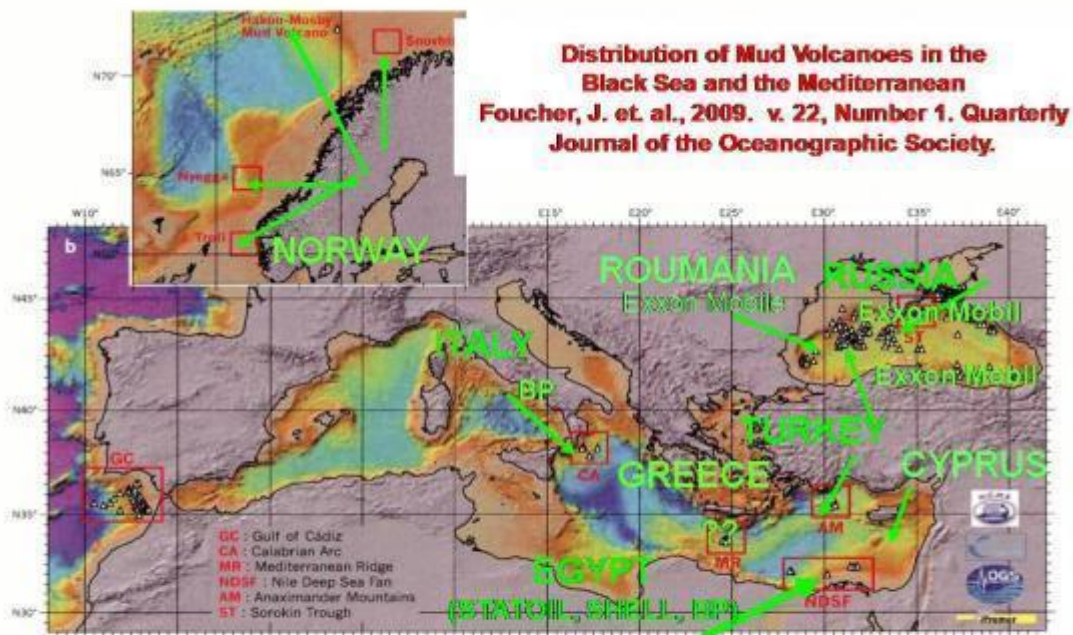 Hakon-Mosby
Mud Volcano
Snovhit
N70°
N65°
Nyegga
Troll
NORWAY
Distribution of Mud Volcanoes in the
Black Sea and the Mediterranean
Foucher, J. et. al., 2009. v. 22, Number 1. Quarterly
Journal of the Oceanographic Society.
W10°
E15°
E20°
E25°
E30°
E35°
E40°
b
ROUMANIA
RUSSIA
Exxon Mobile
Exxon Mobil
N45°
ST
ITALY
Exxon Mobil
BP
N40°
TURKEY
GC
CA
GREECE
CYPRUS
N35°
??
AM
MR
GC : Gulf of Cádiz
CA : Calabrian Arc
MR : Mediterranean Ridge
NDSF : Nile Deep Sea Fan
AM : Anaximander Mountains
ST : Sorokin Trough
EGYPT
(STATOIL, SHELL, BP)
NDSF
N30°
OGS
Ifremer